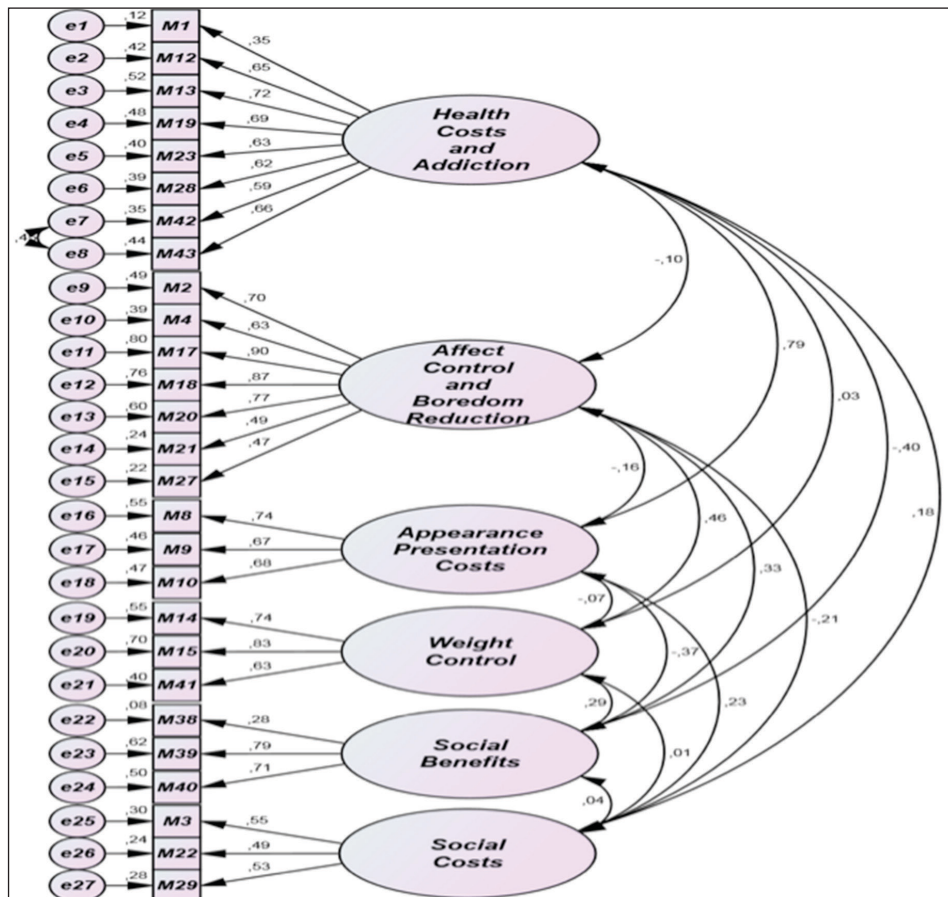 e1 ,12 M1
,35
e2 ,42 M12
,65
e3 ,52 M13
,72
e4 ,48 M19
,69
e5 ,40 M23
,63
e6 ,39 M28
,62
e7 ,35 M42
,59
e8 ,44 M43
,66
Health
Costs
and
Addiction
-,10
e9 ,49 M2
,70
e10 ,39 M4
,63
e11 ,80 M17
,90
e12 ,76 M18
,87
e13 ,60 M20
,77
e14 ,24 M21
,49
e15 ,22 M27
,47
Affect
Control
and
Boredom
Reduction
,79
,03
-,40
,18
-,16
,46
,33
-,21
e16 ,55 M8
,74
e17 ,46 M9
,67
e18 ,47 M10
,68
Appearance
Presentation
Costs
-,07
-,37
,23
e19 ,55 M14
,74
e20 ,70 M15
,83
e21 ,40 M41
,63
Weight
Control
,29
,01
e22 ,08 M38
,28
e23 ,62 M39
,79
e24 ,50 M40
,71
Social
Benefits
,04
e25 ,30 M3
,55
e26 ,24 M22
,49
e27 ,28 M29
,53
Social
Costs